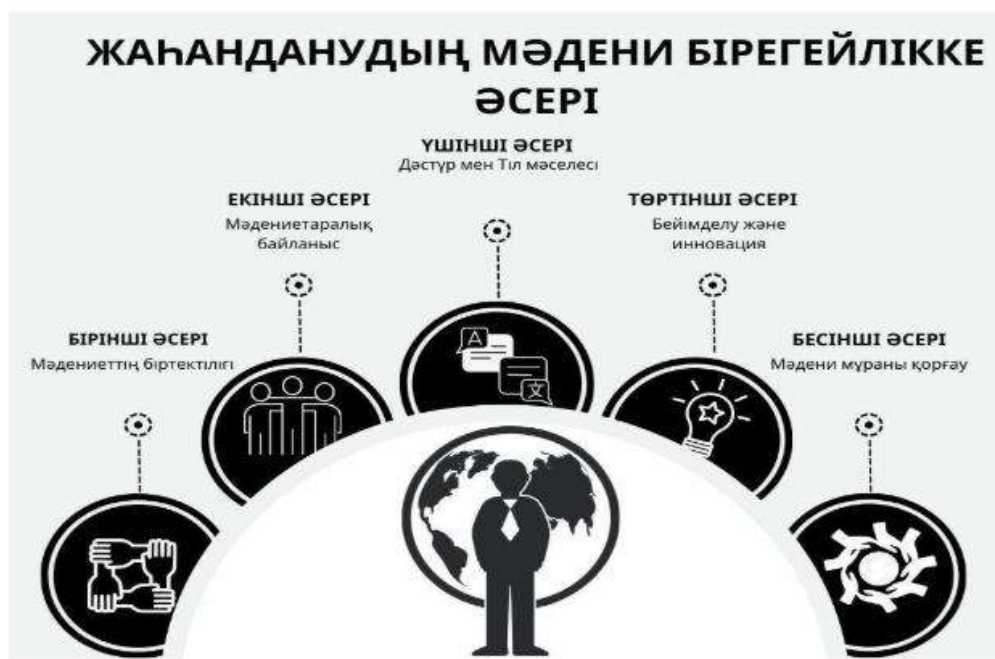 ЖАҺАНДАНУДЫҢ МӘДЕНИ БІРЕГЕЙЛІККЕ
ӘСЕРІ
ҮШІНШІ ӘСЕРІ
Дәстүр мен Тіл мәселесі
ЕКІНШІ ӘСЕРІ
Мәдениетаралық
байланыс
ТӨРТІНШІ ӘСЕРІ
Бейімделу және
инновация
БІРІНШІ ӘСЕРІ
Мәдениеттің біртектілігі
БЕСІНШІ ӘСЕРІ
Мәдени мұраны қорғау
A
文